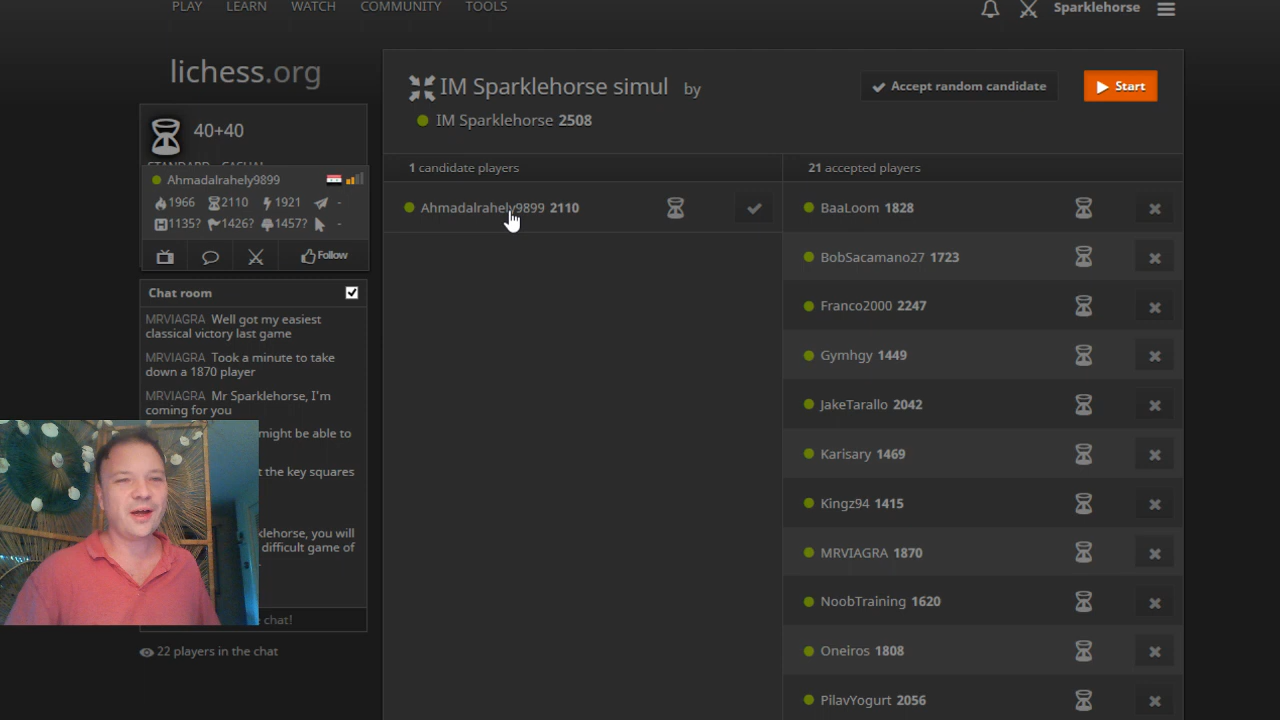 PLAY LEARN WATCH COMMUNITY TOOLS Sparklehorse
lichess.org
40+40
STANDARD CASUAL
Ahmadalrahely9899
1966 2110 1921 -
1135? 1426? 1457? -
Follow
Chat room
MRVIAGRA Well got my easiest
classical victory last game
MRVIAGRA Took a minute to take
down a 1870 player
MRVIAGRA Mr Sparklehorse, I'm
coming for you
might be able to
t the key squares
klehorse, you will
difficult game of
chat!
22 players in the chat
IM Sparklehorse simul by
IM Sparklehorse 2508
Accept random candidate
Start
1 candidate players
Ahmadalrahely9899 2110
21 accepted players
BaaLoom 1828
BobSacamano27 1723
Franco2000 2247
Gymhgy 1449
JakeTarallo 2042
Karisary 1469
Kingz94 1415
MRVIAGRA 1870
NoobTraining 1620
Oneiros 1808
PilavYogurt 2056